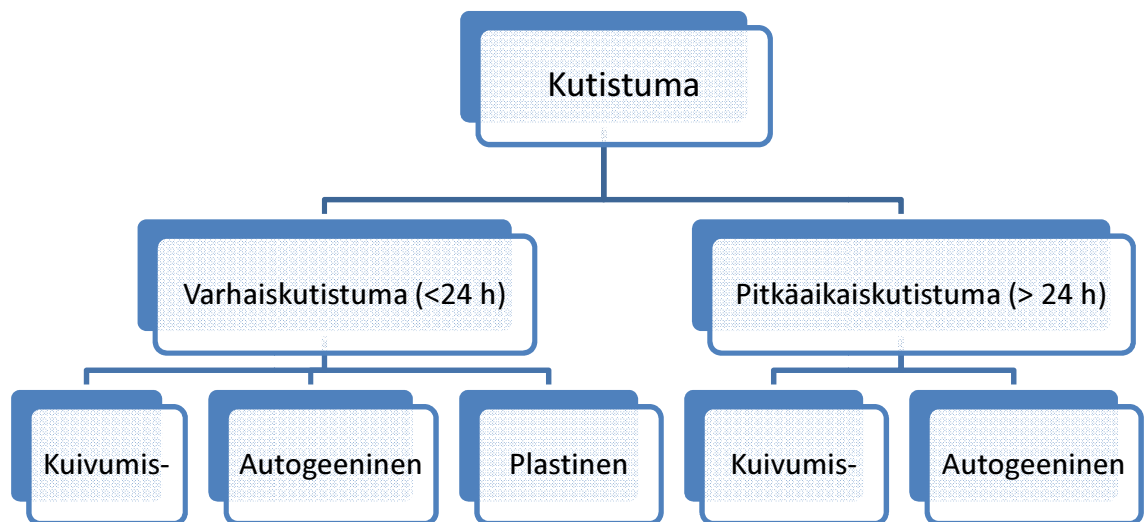 Kutistuma
Varhaiskutistuma (<24 h)
Pitkäaikaiskutistuma (> 24 h)
Kuivumis-
Autogeeninen
Plastinen
Kuivumis-
Autogeeninen